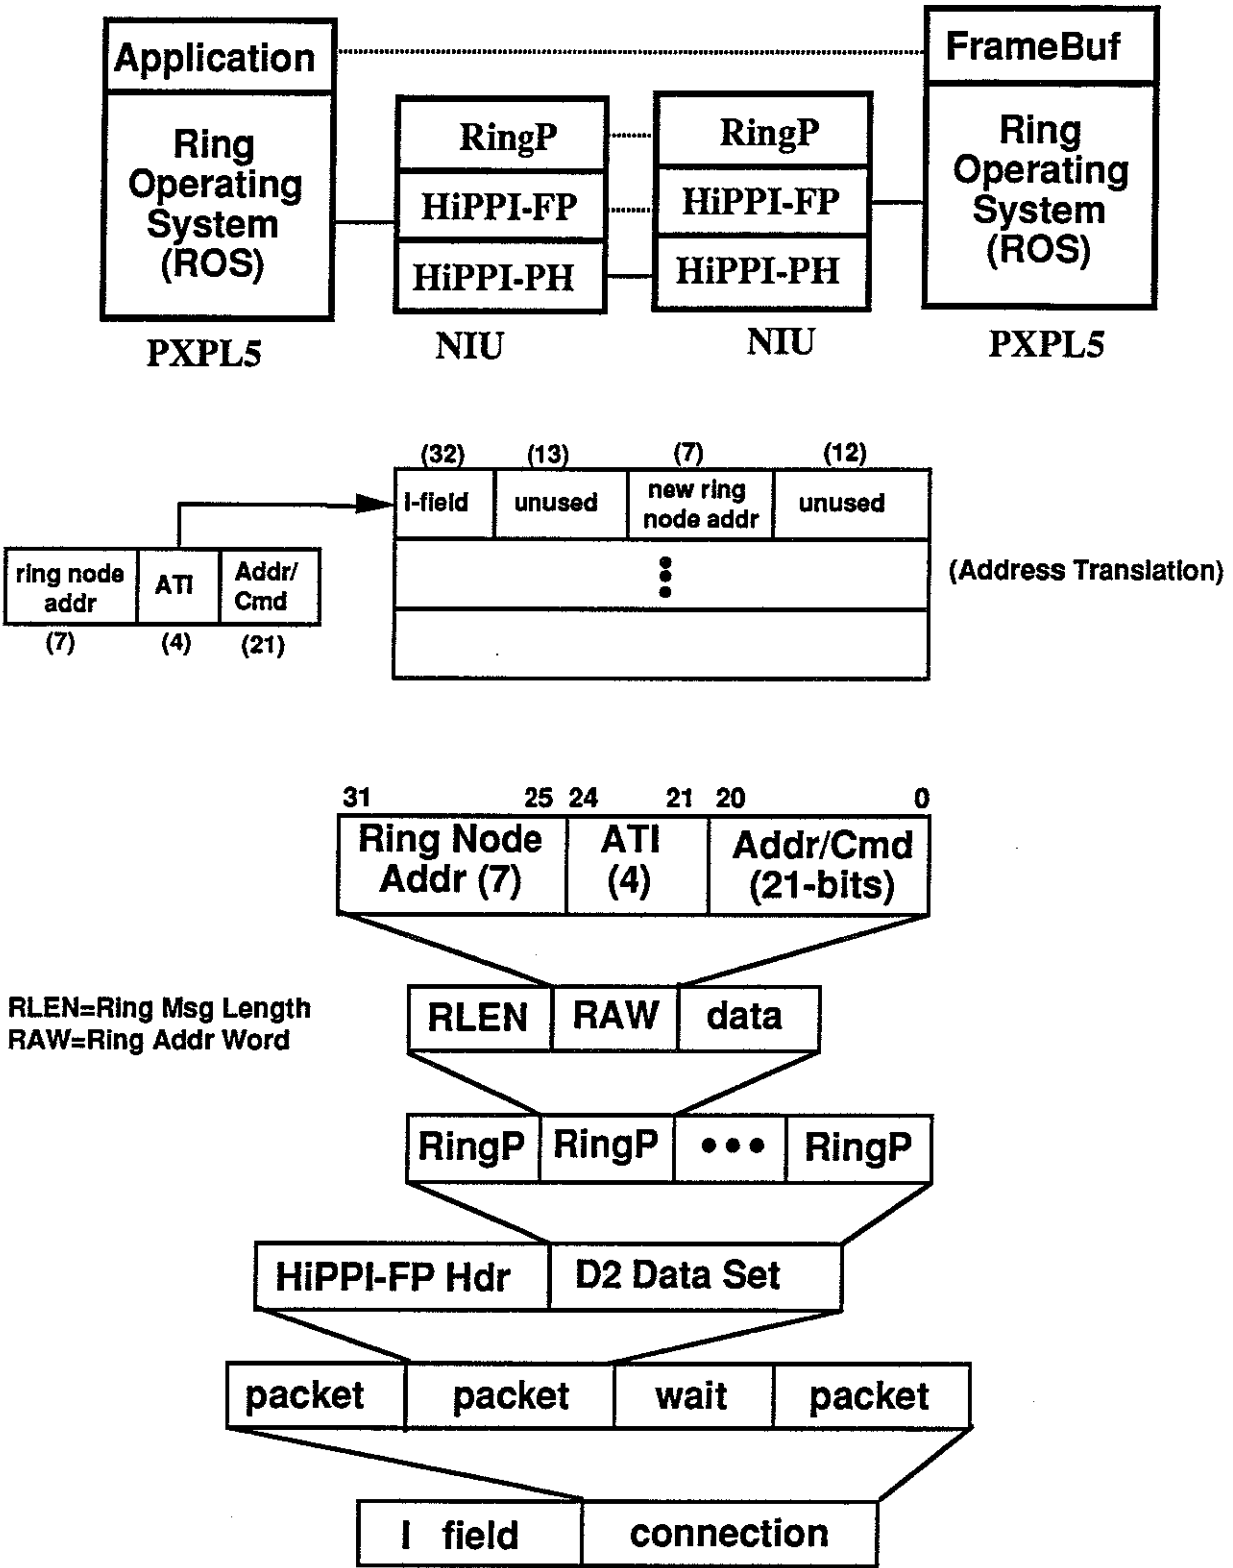 Application
FrameBuf
Ring
Operating
System
(ROS)
RingP
HiPPI-FP
HiPPI-PH
RingP
HiPPI-FP
HiPPI-PH
Ring
Operating
System
(ROS)
PXPL5
NIU
NIU
PXPL5
(32)
(13)
(7)
(12)
I-field
unused
new ring
node addr
unused
ring node
addr
ATI
Addr/
Cmd
(7)
(4)
(21)
(Address Translation)
31
25
24
21
20
0
Ring Node
Addr (7)
ATI
(4)
Addr/Cmd
(21-bits)
RLEN=Ring Msg Length
RAW=Ring Addr Word
RLEN
RAW
data
RingP
RingP
RingP
HiPPI-FP Hdr
D2 Data Set
packet
packet
wait
packet
I field
connection